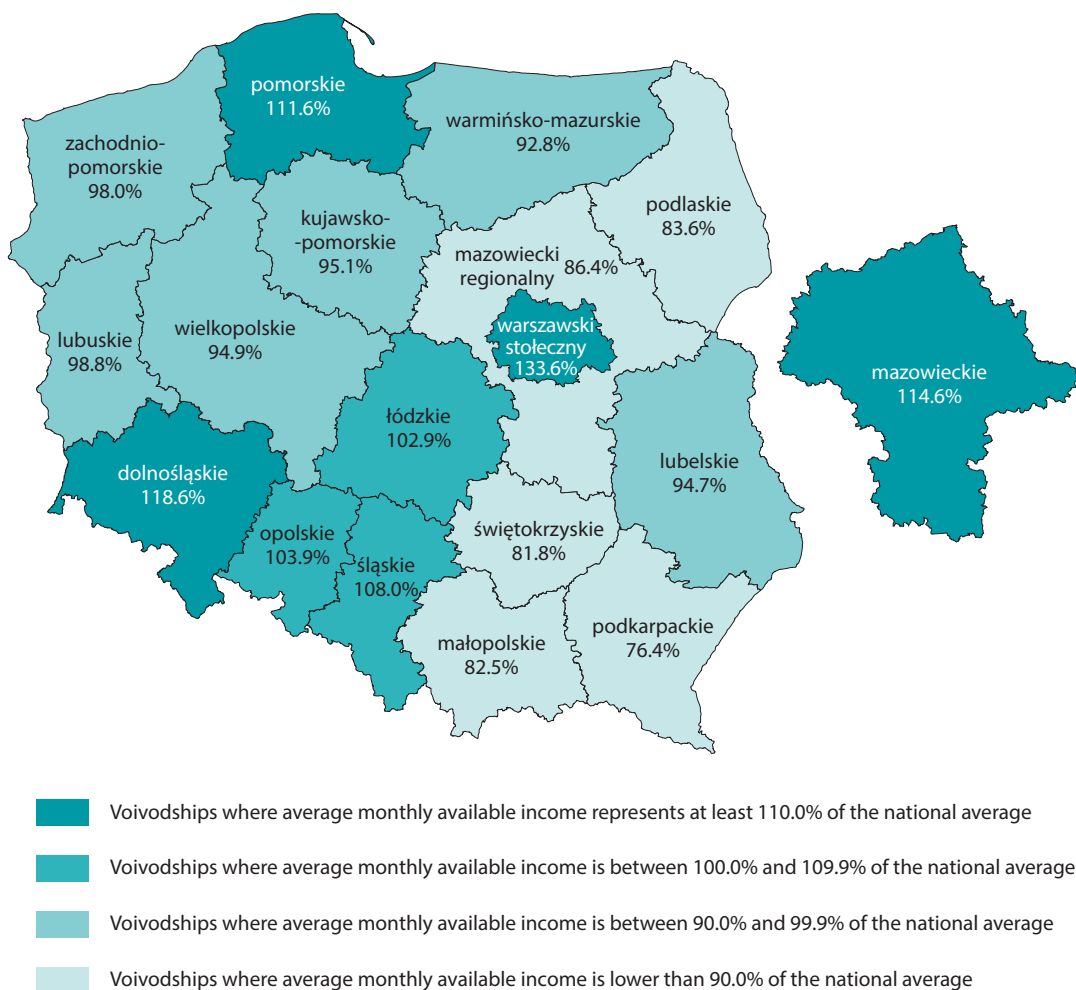 pomorskie
111.6%
warmińsko-mazurskie
92.8%
zachodnio-
pomorskie
98.0%
podlaskie
83.6%
kujawsko-
-pomorskie
95.1%
mazowiecki
regionalny
86.4%
warszawski
stołeczny
133.6%
wielkopolskie
94.9%
lubuskie
98.8%
mazowieckie
114.6%
łódzkie
102.9%
lubelskie
94.7%
dolnośląskie
118.6%
opolskie
103.9%
śląskie
108.0%
świętokrzyskie
81.8%
małopolskie
82.5%
podkarpackie
76.4%
Voivodships where average monthly available income represents at least 110.0% of the national average
Voivodships where average monthly available income is between 100.0% and 109.9% of the national average
Voivodships where average monthly available income is between 90.0% and 99.9% of the national average
Voivodships where average monthly available income is lower than 90.0% of the national average